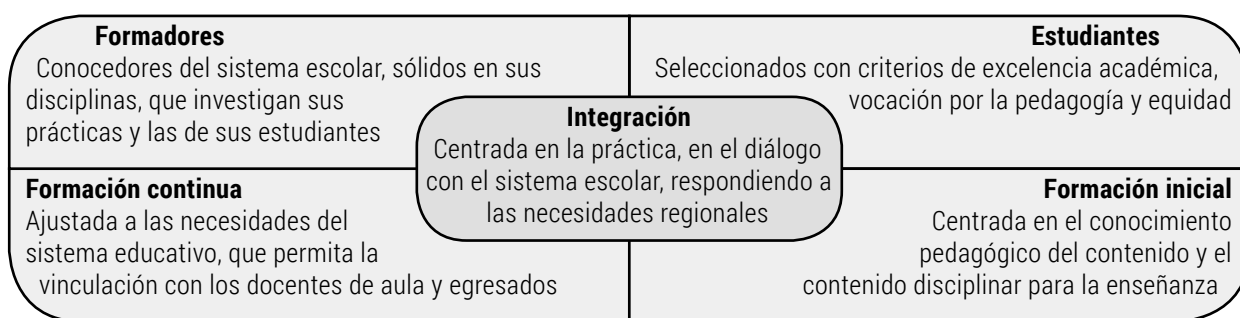 Formadores
Conocedores del sistema escolar, sólidos en sus
disciplinas, que investigan sus
prácticas y las de sus estudiantes
Estudiantes
Seleccionados con criterios de excelencia académica,
vocación por la pedagogía y equidad
Integración
Centrada en la práctica, en el diálogo
con el sistema escolar, respondiendo a
las necesidades regionales
Formación continua
Ajustada a las necesidades del
sistema educativo, que permita la
vinculación con los docentes de aula y egresados
Formación inicial
Centrada en el conocimiento
pedagógico del contenido y el
contenido disciplinar para la enseñanza